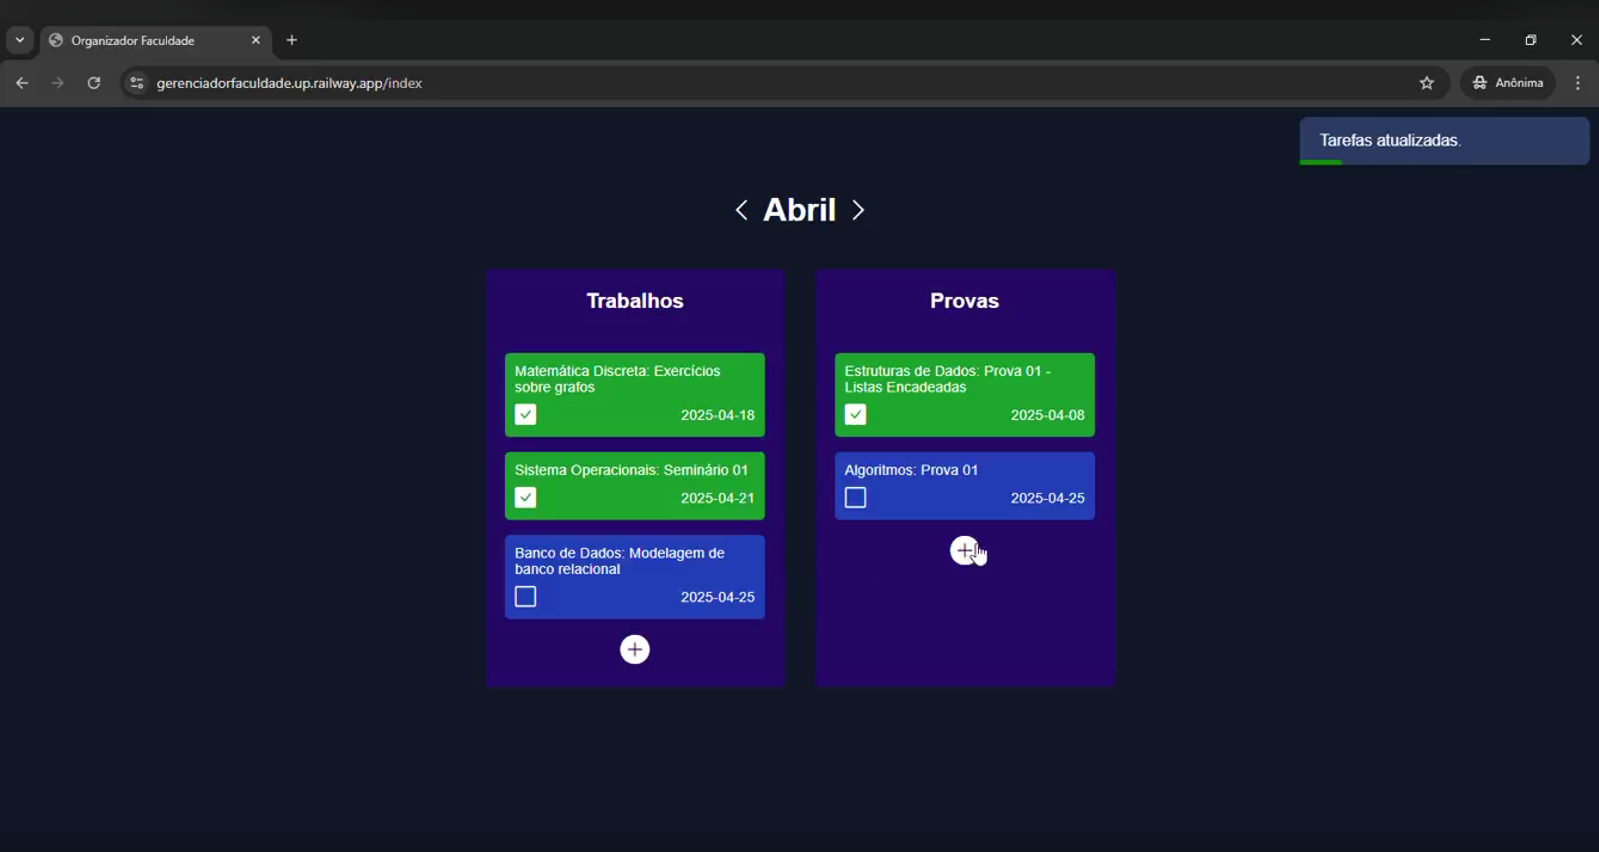 Organizador Faculdade
gerenciadorfaculdade.up.railway.app/index
Anônima
Tarefas atualizadas.
Abril
Trabalhos
Matemática Discreta: Exercícios
sobre grafos
2025-04-18
Sistema Operacionais: Seminário 01
2025-04-21
Banco de Dados: Modelagem de
banco relacional
2025-04-25
Provas
Estruturas de Dados: Prova 01 -
Listas Encadeadas
2025-04-08
Algoritmos: Prova 01
2025-04-25